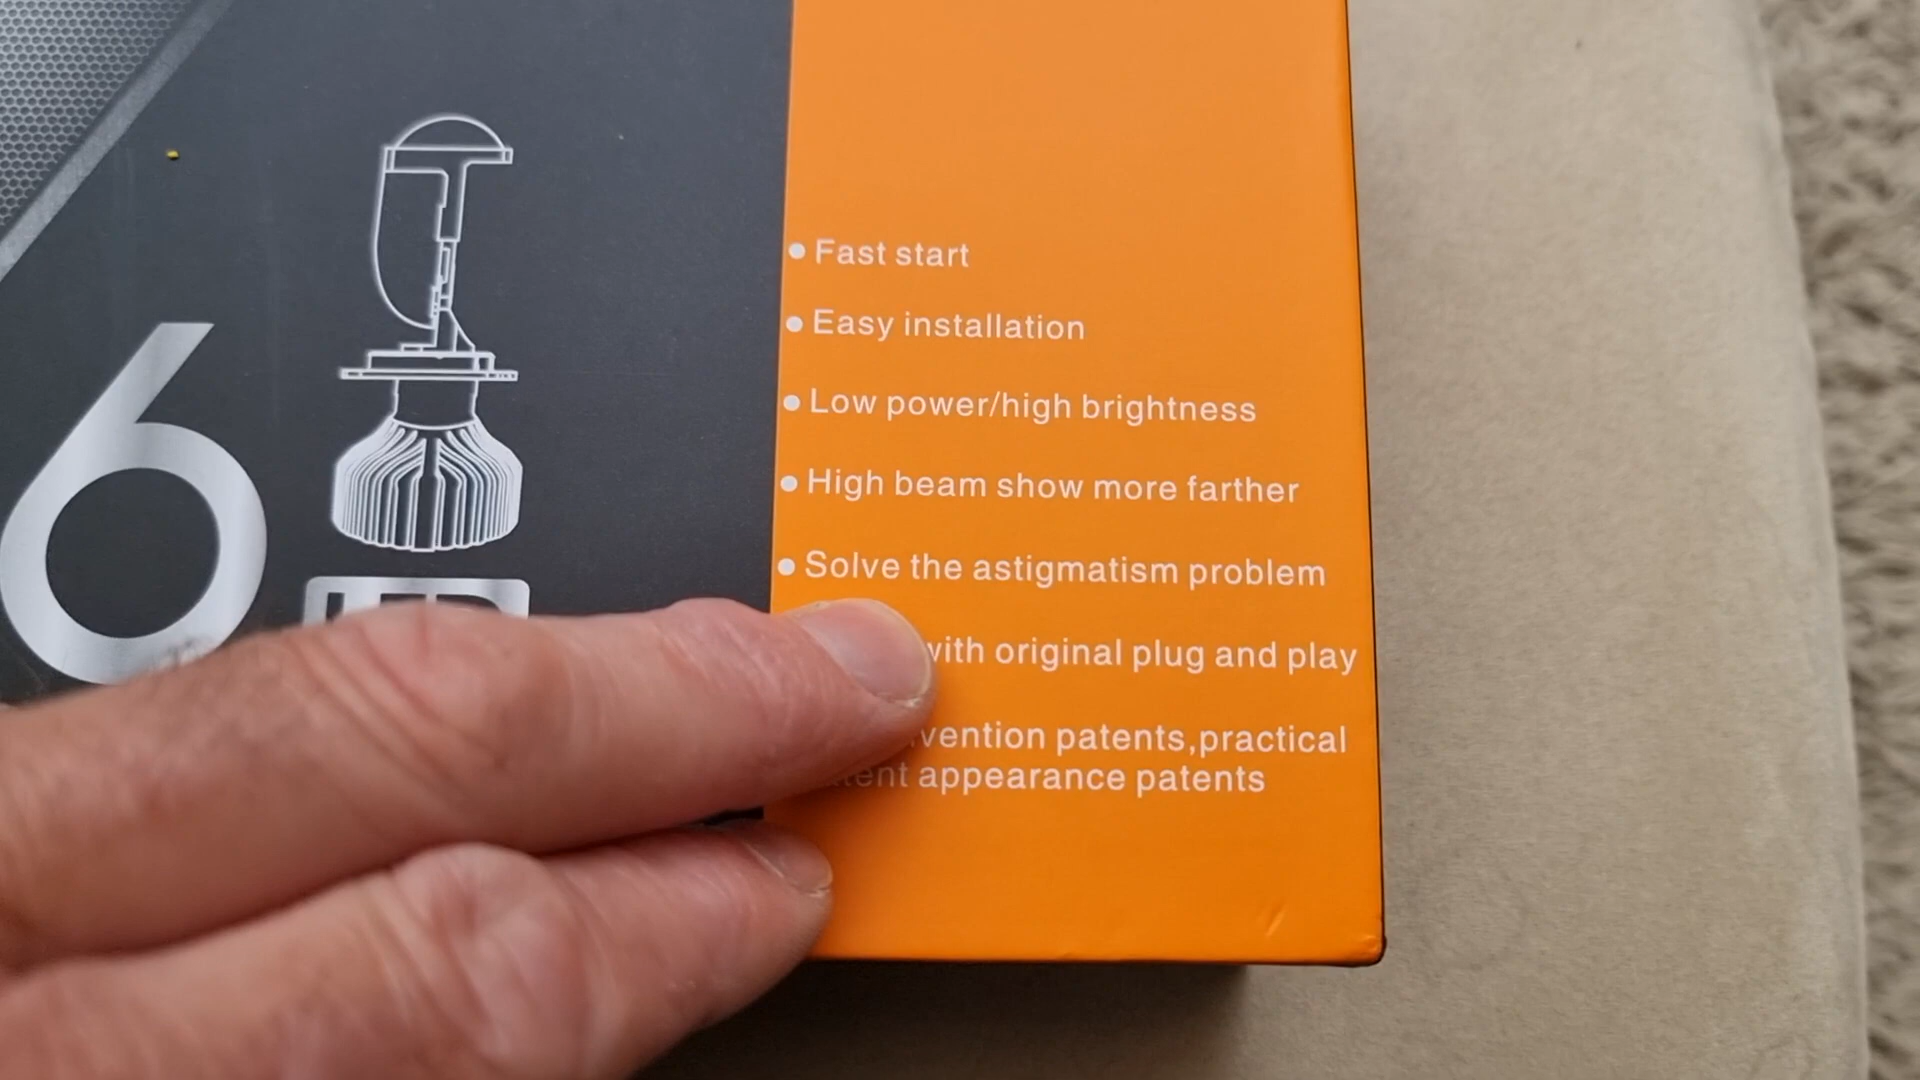 6
• Fast start
• Easy installation
• Low power/high brightness
• High beam show more farther
• Solve the astigmatism problem
with original plug and play
patents,practical
appearance patents